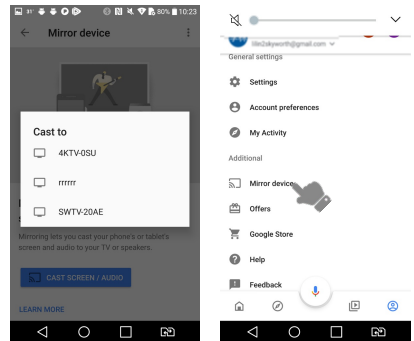 31° 80% 10:23
Mirror device
Cast to
4KTV-0SU
rrrrrr
SWTV-20AE
Mirroring lets you cast your phone's or tablet's
screen and audio to your TV or speakers.
CAST SCREEN / AUDIO
LEARN MORE
General settings
Settings
Account preferences
My Activity
Additional
Mirror device
Offers
Google Store
Help
Feedback